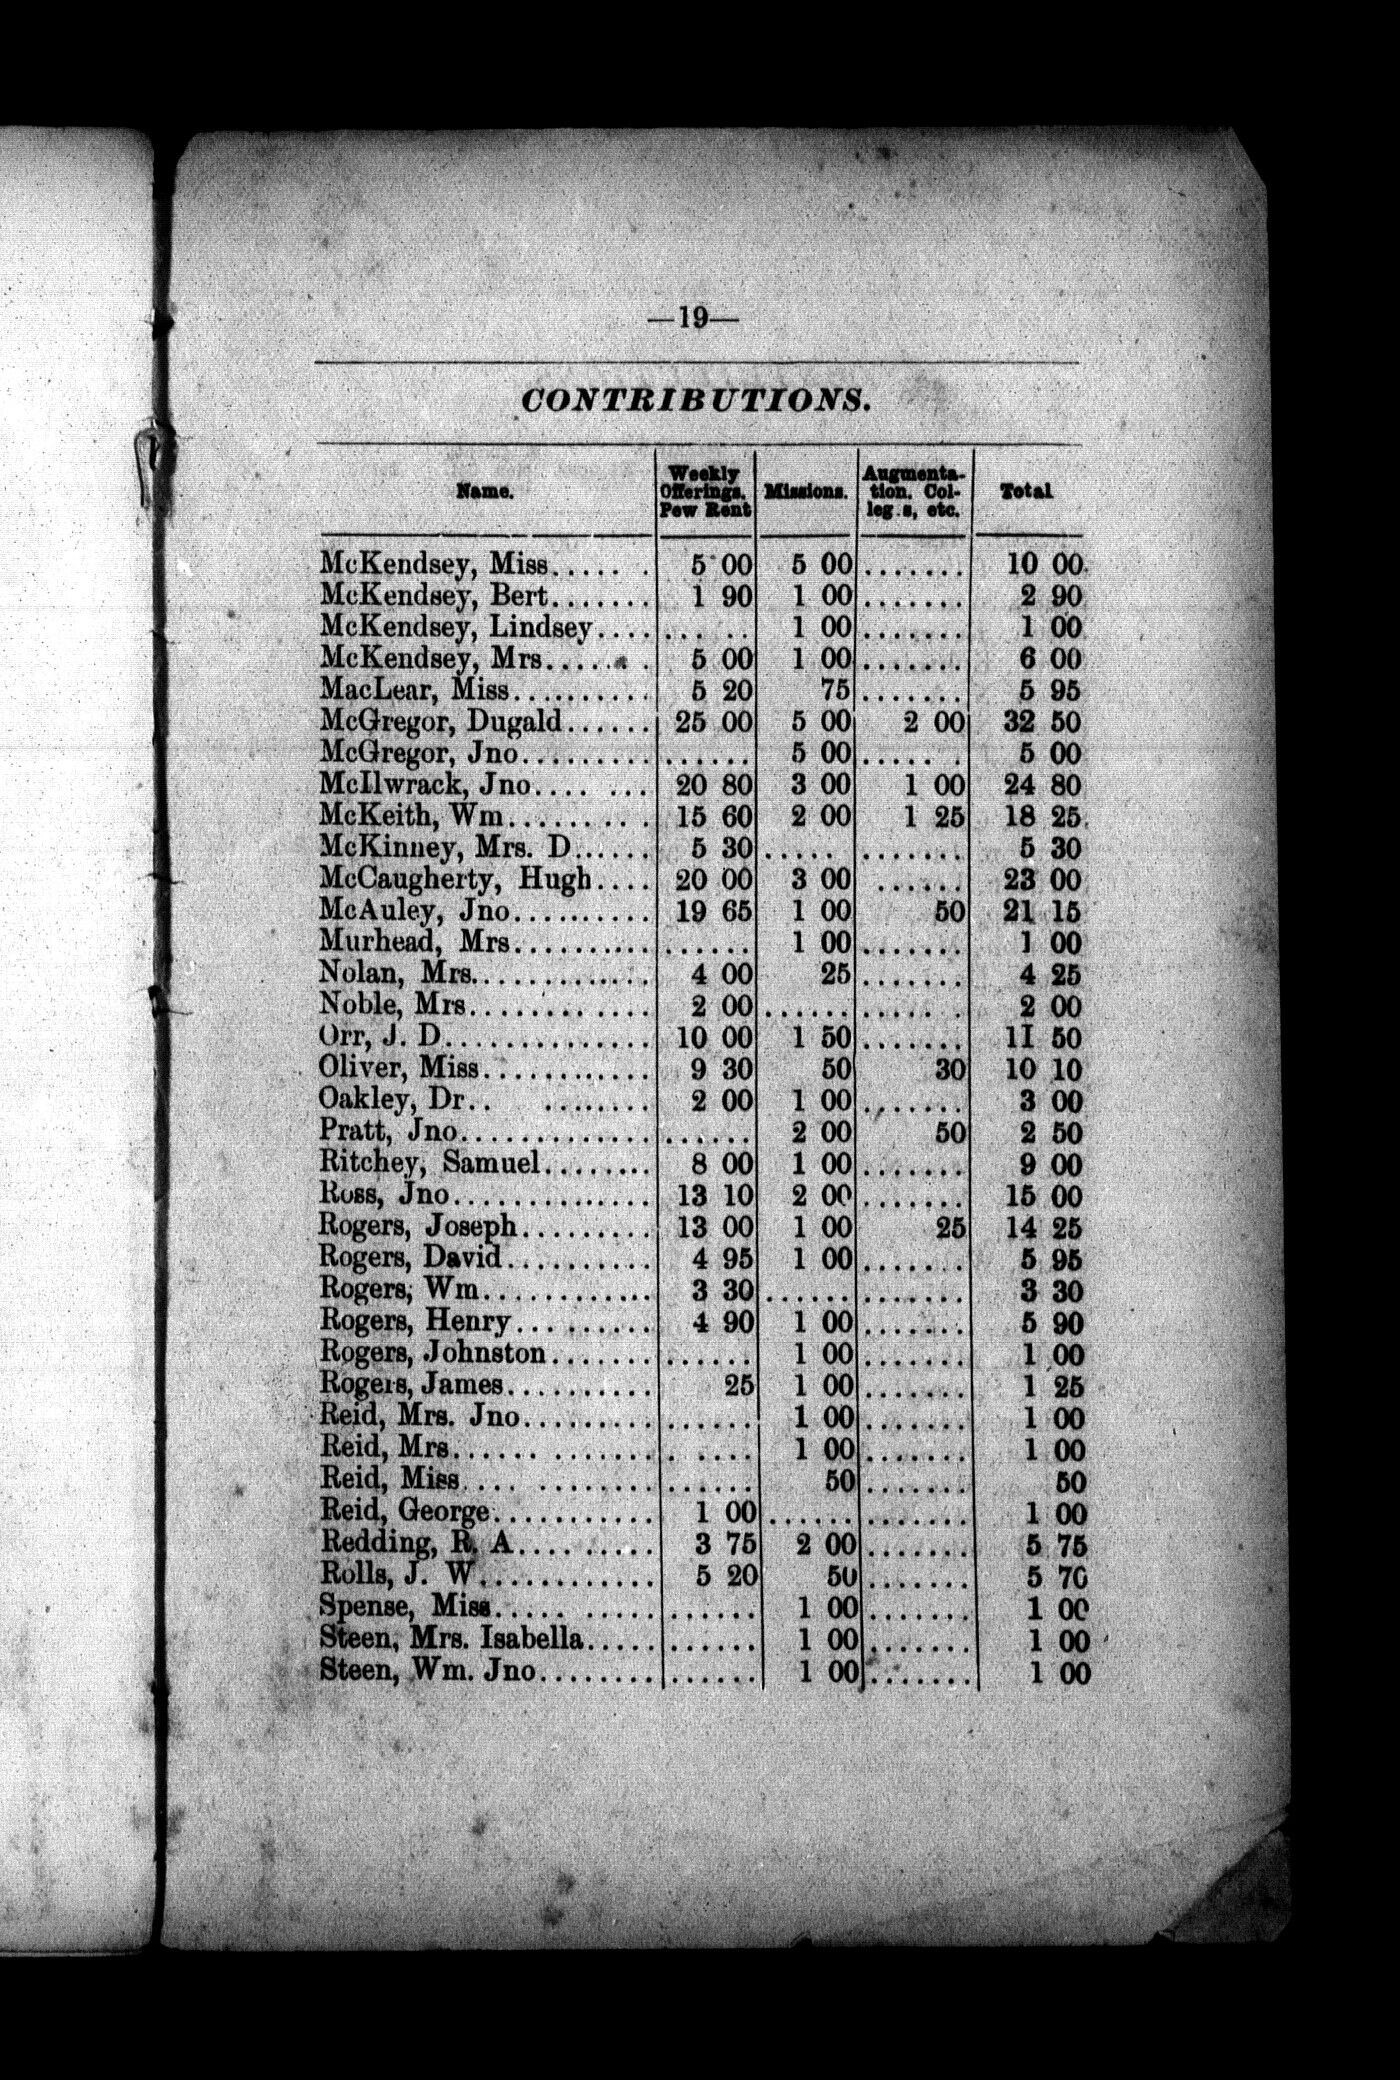 —19—
CONTRIBUTIONS.
Name. Weekly Offerings, Pew Rent Missions. Augmenta-tion, Col-leg.s, etc. Total
McKendsey, Miss...... 5 00 5 00 ....... 10 00
McKendsey, Bert....... 1 90 1 00 ....... 2 90
McKendsey, Lindsey.... ..... 1 00 ....... 1 00
McKendsey, Mrs...... 5 00 1 00 ....... 6 00
MacLear, Miss.......... 5 20 75 ....... 5 95
McGregor, Dugald...... 25 00 5 00 2 00 32 50
McGregor, Jno......... ...... 5 00 ...... 5 00
McIlwrack, Jno.... ... 20 80 3 00 1 00 24 80
McKeith, Wm......... 15 60 2 00 1 25 18 25
McKinney, Mrs. D...... 5 30 ..... ....... 5 30
McCaugherty, Hugh.... 20 00 3 00 ...... 23 00
McAuley, Jno.......... 19 65 1 00 50 21 15
Murhead, Mrs.......... ...... 1 00 ....... 1 00
Nolan, Mrs............. 4 00 25 ....... 4 25
Noble, Mrs............ 2 00 ...... ...... 2 00
Orr, J. D.............. 10 00 1 50 ....... 11 50
Oliver, Miss............ 9 30 50 30 10 10
Oakley, Dr.. ........ 2 00 1 00 ....... 3 00
Pratt, Jno............. ...... 2 00 50 2 50
Ritchey, Samuel........ 8 00 1 00 ....... 9 00
Ross, Jno.............. 13 10 2 00 ....... 15 00
Rogers, Joseph......... 13 00 1 00 25 14 25
Rogers, David.......... 4 95 1 00 ....... 5 95
Rogers, Wm............ 3 30 ...... ....... 3 30
Rogers, Henry......... 4 90 1 00 ....... 5 90
Rogers, Johnston....... ...... 1 00 ....... 1 00
Rogers, James.......... 25 1 00 ....... 1 25
Reid, Mrs. Jno......... ...... 1 00 ....... 1 00
Reid, Mrs...... ........ ..... 1 00 ....... 1 00
Reid, Miss.... ........ ...... 50 ....... 50
Reid, George........... 1 00 ...... ....... 1 00
Redding, R. A.......... 3 75 2 00 ....... 5 75
Rolls, J. W............ 5 20 50 ....... 5 70
Spense, Miss..... ...... ...... 1 00 ....... 1 00
Steen, Mrs. Isabella..... ...... 1 00 ....... 1 00
Steen, Wm. Jno........ ...... 1 00 ....... 1 00